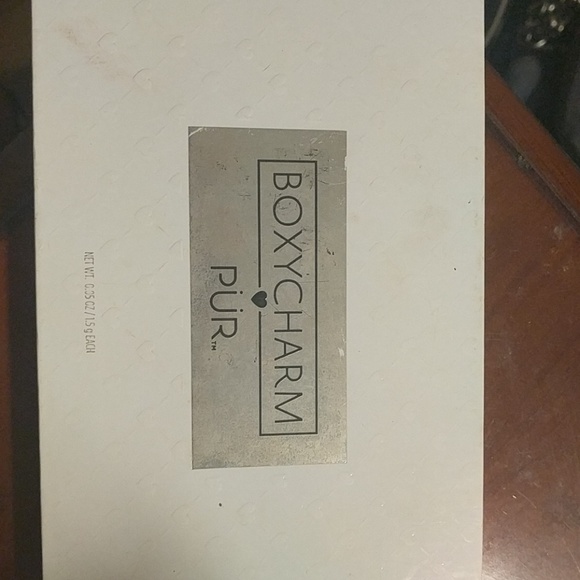 BOXYCHARM
PÜR™
NET WT. 0.05 OZ / 1.5 g EACH